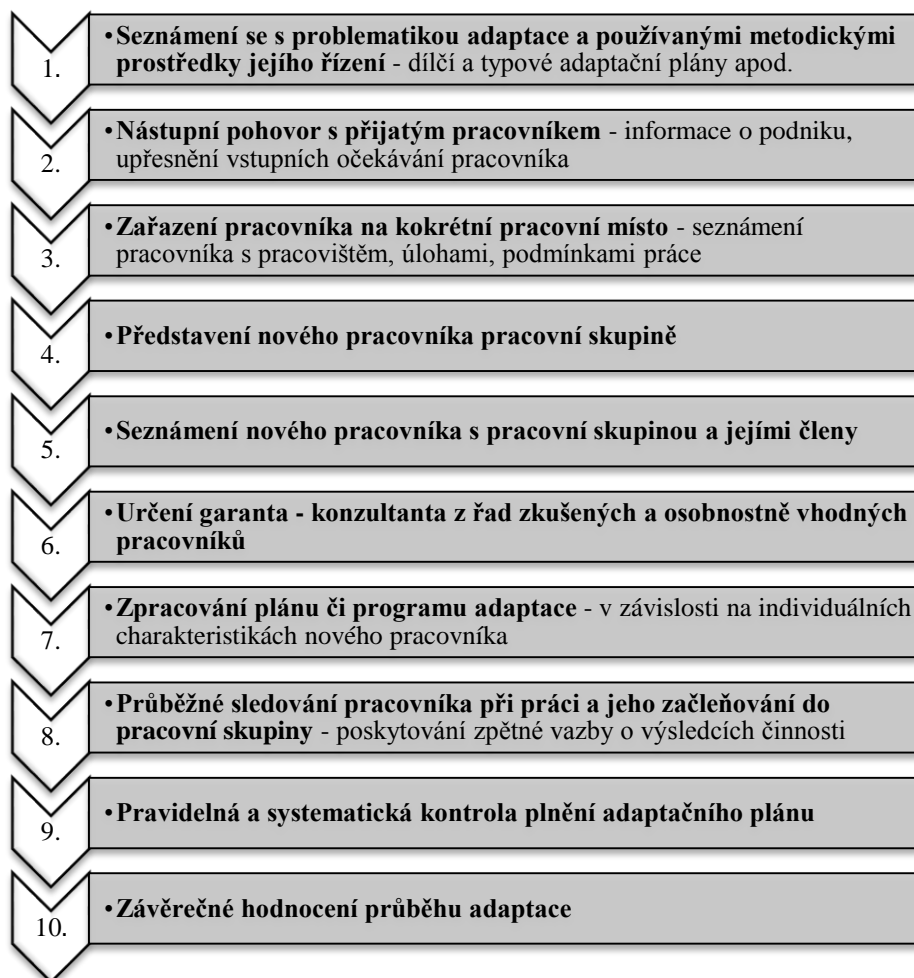 1.
•Seznámení se s problematikou adaptace a používanými metodickými
prostředky jejího řízení - dílčí a typové adaptační plány apod.
2.
•Nástupní pohovor s přijatým pracovníkem - informace o podniku,
upřesnění vstupních očekávání pracovníka
3.
•Zařazení pracovníka na kokrétní pracovní místo - seznámení
pracovníka s pracovištěm, úlohami, podmínkami práce
4.
•Představení nového pracovníka pracovní skupině
5.
•Seznámení nového pracovníka s pracovní skupinou a jejími členy
6.
•Určení garanta - konzultanta z řad zkušených a osobnostně vhodných
pracovníků
7.
•Zpracování plánu či programu adaptace - v závislosti na individuálních
charakteristikách nového pracovníka
8.
•Průběžné sledování pracovníka při práci a jeho začleňování do
pracovní skupiny - poskytování zpětné vazby o výsledcích činnosti
9.
•Pravidelná a systematická kontrola plnění adaptačního plánu
10.
•Závěrečné hodnocení průběhu adaptace